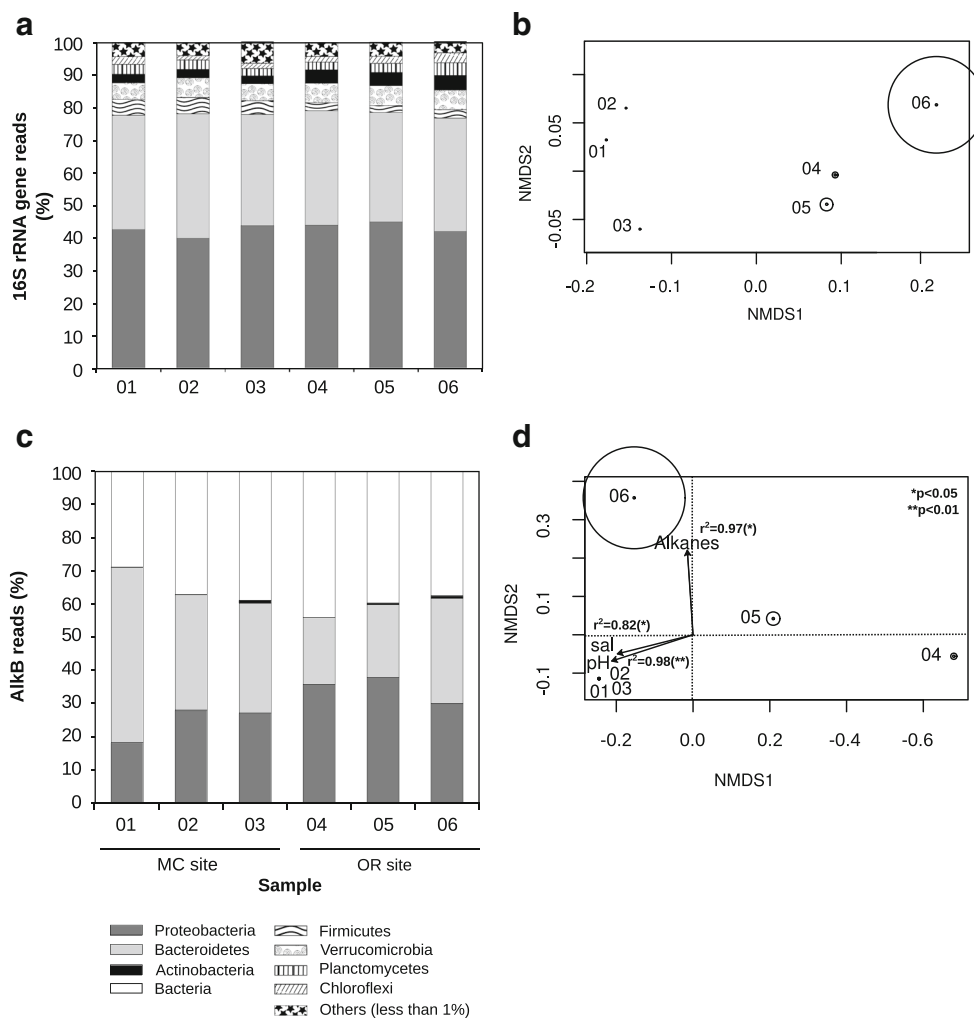 a
100
90
80
70
60
50
40
30
20
10
0
16S rRNA gene reads
(%)
01 02 03 04 05 06
b
0.05
-0.05
NMDS2
02
01
03
04
05
06
-0.2 -0.1 0.0 0.1 0.2
NMDS1
c
100
90
80
70
60
50
40
30
20
10
0
AlkB reads (%)
01 02 03 04 05 06
MC site OR site
Sample
d
0.3
0.1
-0.1
NMDS2
06
*p<0.05
**p<0.01
r²=0.97(*)
Alkanes
05
r²=0.82(*)
sal
pH r²=0.98(**)
02
01 03
04
-0.2 0.0 0.2 -0.4 -0.6
NMDS1
Proteobacteria
Bacteroidetes
Actinobacteria
Bacteria
Firmicutes
Verrucomicrobia
Planctomycetes
Chloroflexi
Others (less than 1%)